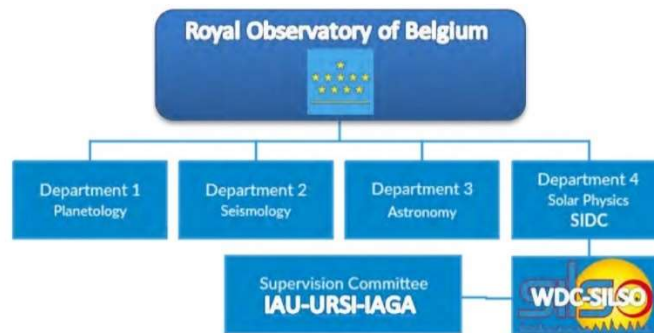 Royal Observatory of Belgium
Department 1
Planetology
Department 2
Seismology
Department 3
Astronomy
Department 4
Solar Physics
SIDC
Supervision Committee
IAU-URSI-IAGA
silso
WDC-SILSO